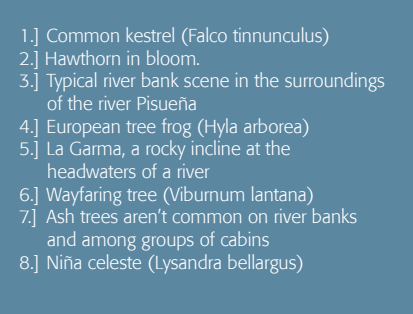 1.] Common kestrel (Falco tinnunculus)
2.] Hawthorn in bloom.
3.] Typical river bank scene in the surroundings
of the river Pisueña
4.] European tree frog (Hyla arborea)
5.] La Garma, a rocky incline at the
headwaters of a river
6.] Wayfaring tree (Viburnum lantana)
7.] Ash trees aren't common on river banks
and among groups of cabins
8.] Niña celeste (Lysandra bellargus)